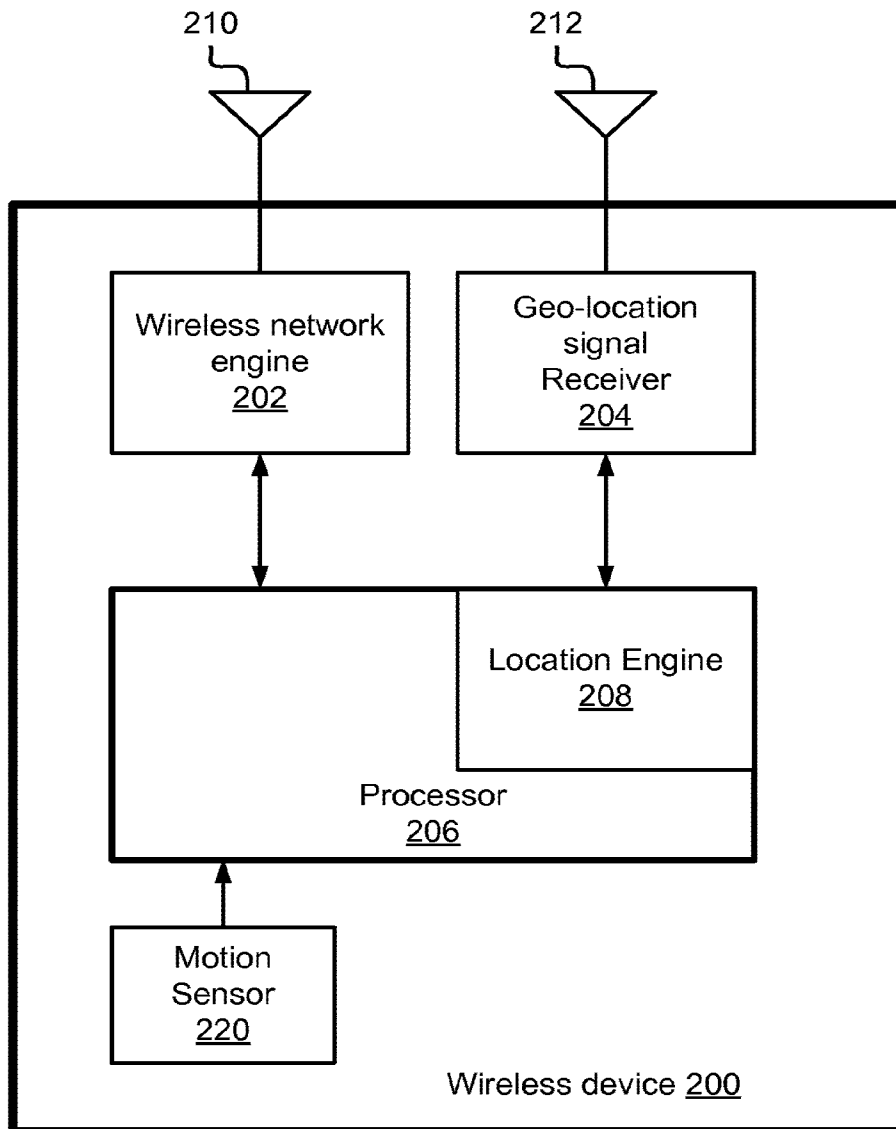 210
212
Wireless network
engine
202
Geo-location
signal
Receiver
204
Location Engine
208
Processor
206
Motion
Sensor
220
Wireless device 200